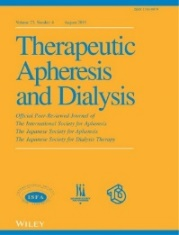 Therapeutic
Apheresis
and Dialysis
Official Peer-Reviewed Journal of
The International Society for Apheresis
The Japanese Society for Apheresis
The Japanese Society for Dialysis Therapy
ISFA
WILEY